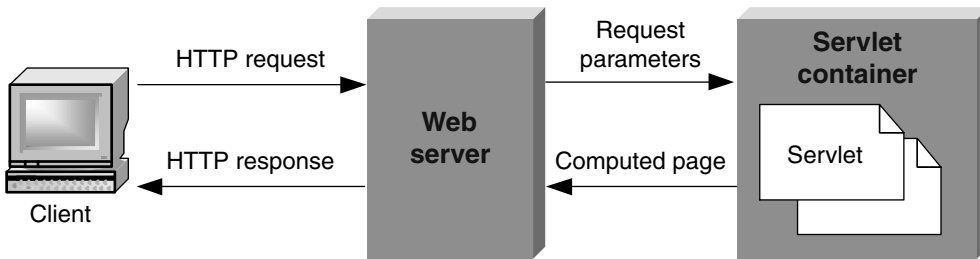 HTTP request
HTTP response
Client
Web
server
Request
parameters
Computed page
Servlet
container
Servlet